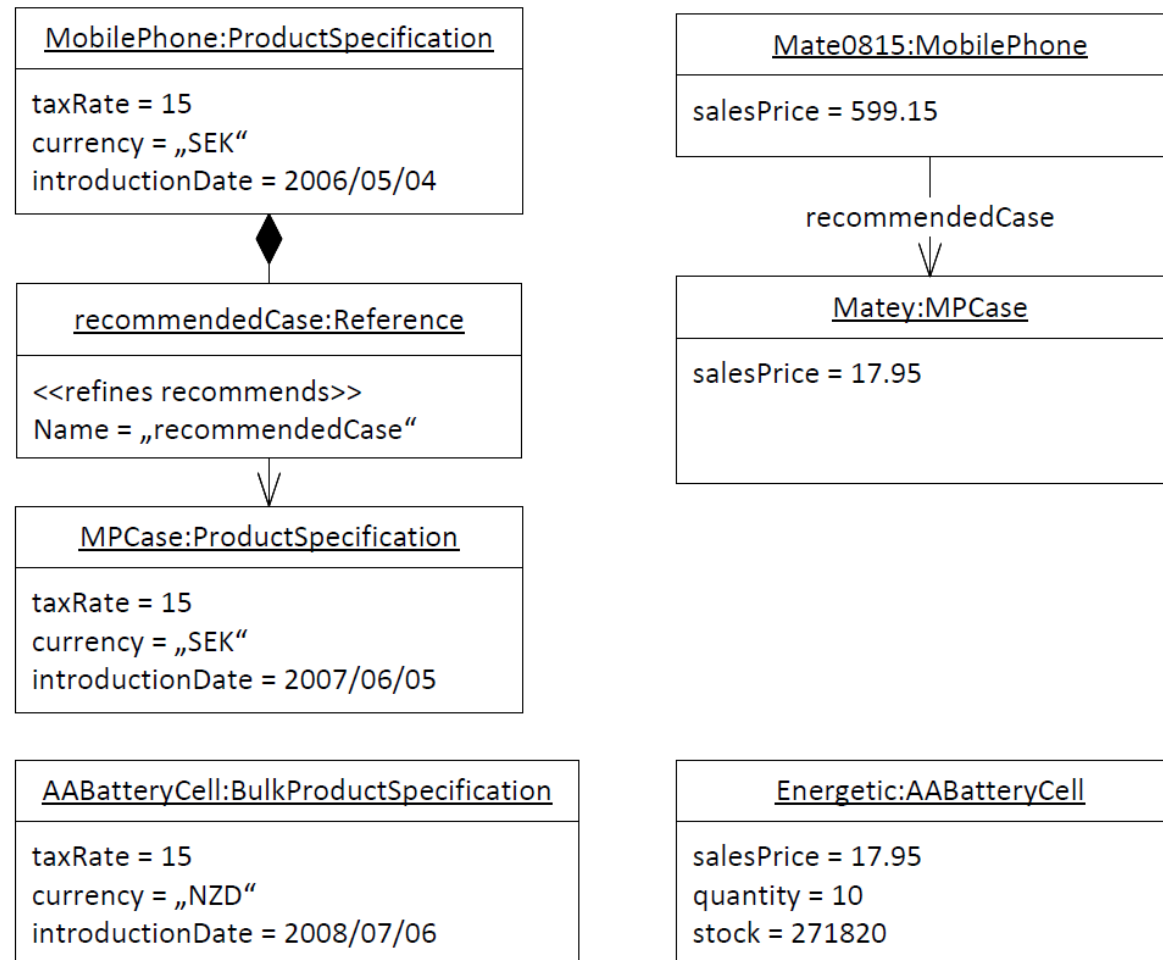 MobilePhone:ProductSpecification
taxRate = 15
currency = „SEK“
introductionDate = 2006/05/04
recommendedCase:Reference
<<refines recommends>>
Name = „recommendedCase“
MPCase:ProductSpecification
taxRate = 15
currency = „SEK“
introductionDate = 2007/06/05
AABatteryCell:BulkProductSpecification
taxRate = 15
currency = „NZD“
introductionDate = 2008/07/06
Mate0815:MobilePhone
salesPrice = 599.15
recommendedCase
Matey:MPCase
salesPrice = 17.95
Energetic:AABatteryCell
salesPrice = 17.95
quantity = 10
stock = 271820